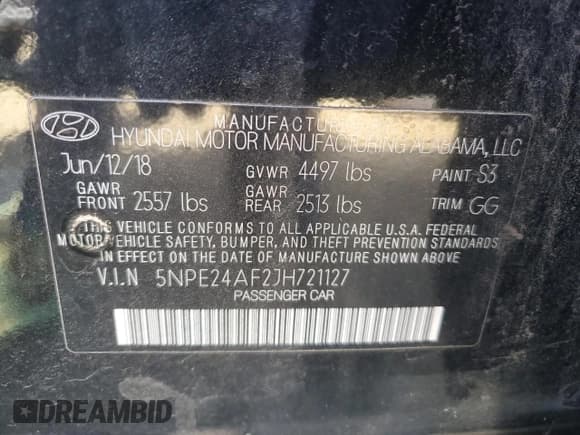 MANUFACTUR
HYUNDAI MOTOR MANUFACTURING ALABAMA, LLC
Jun/12/18 GVWR 4497 lbs PAINT S3
GAWR FRONT 2557 lbs GAWR REAR 2513 lbs TRIM GG
THIS VEHICLE CONFORMS TO ALL APPLICABLE U.S.A. FEDERAL
MOTOR VEHICLE SAFETY, BUMPER, AND THEFT PREVENTION STANDARDS
IN EFFECT ON THE DATE OF MANUFACTURE SHOWN ABOVE
V.I.N 5NPE24AF2JH721127
PASSENGER CAR
DREAMBID